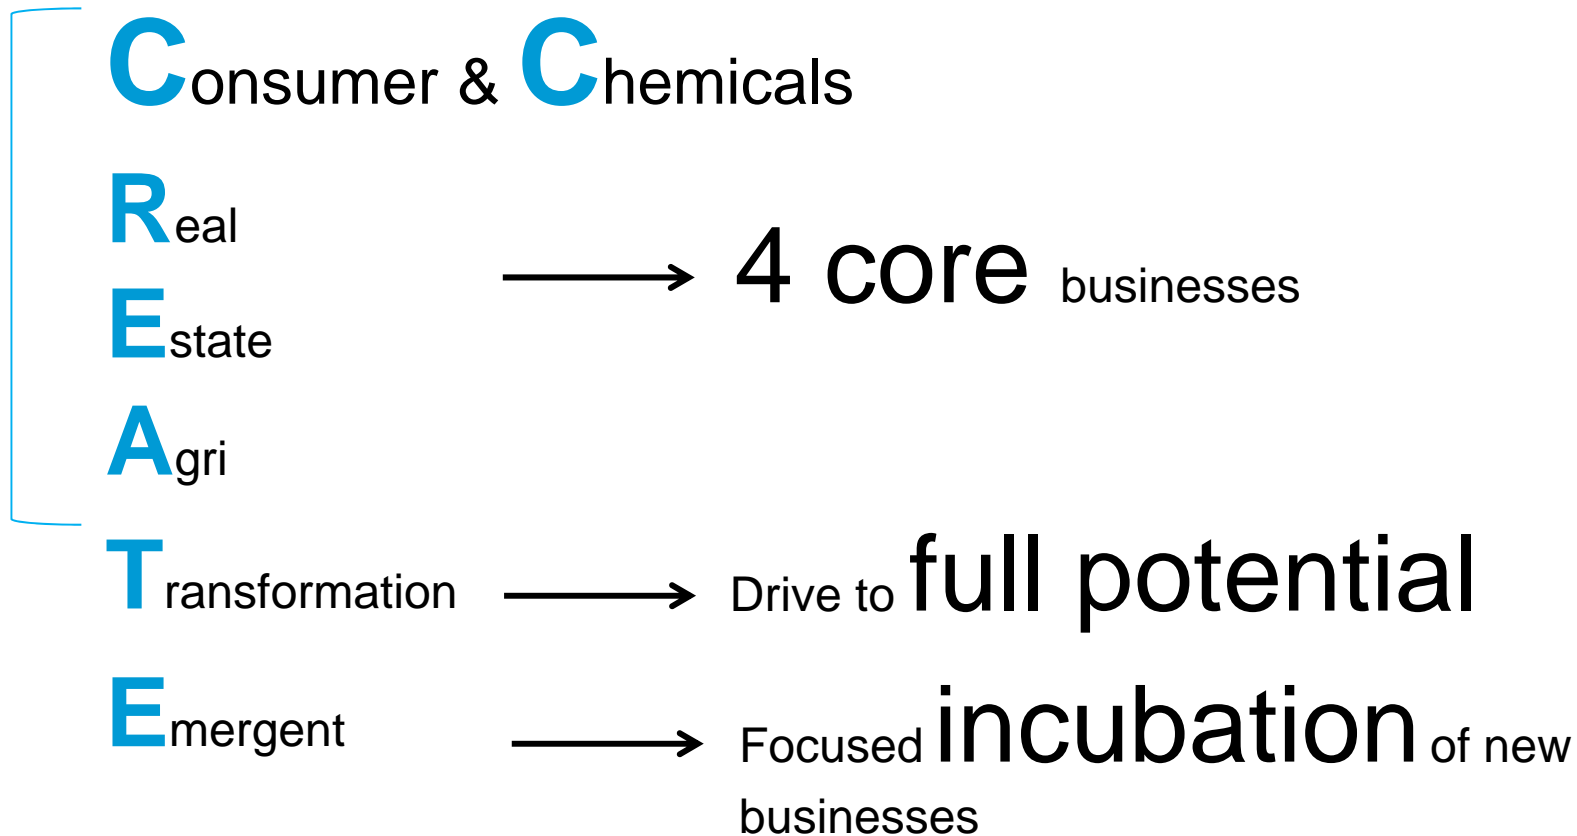 Consumer & Chemicals
Real
4 core businesses
Estate
Agri
Transformation
Drive to full potential
Emergent
Focused incubation of new
businesses